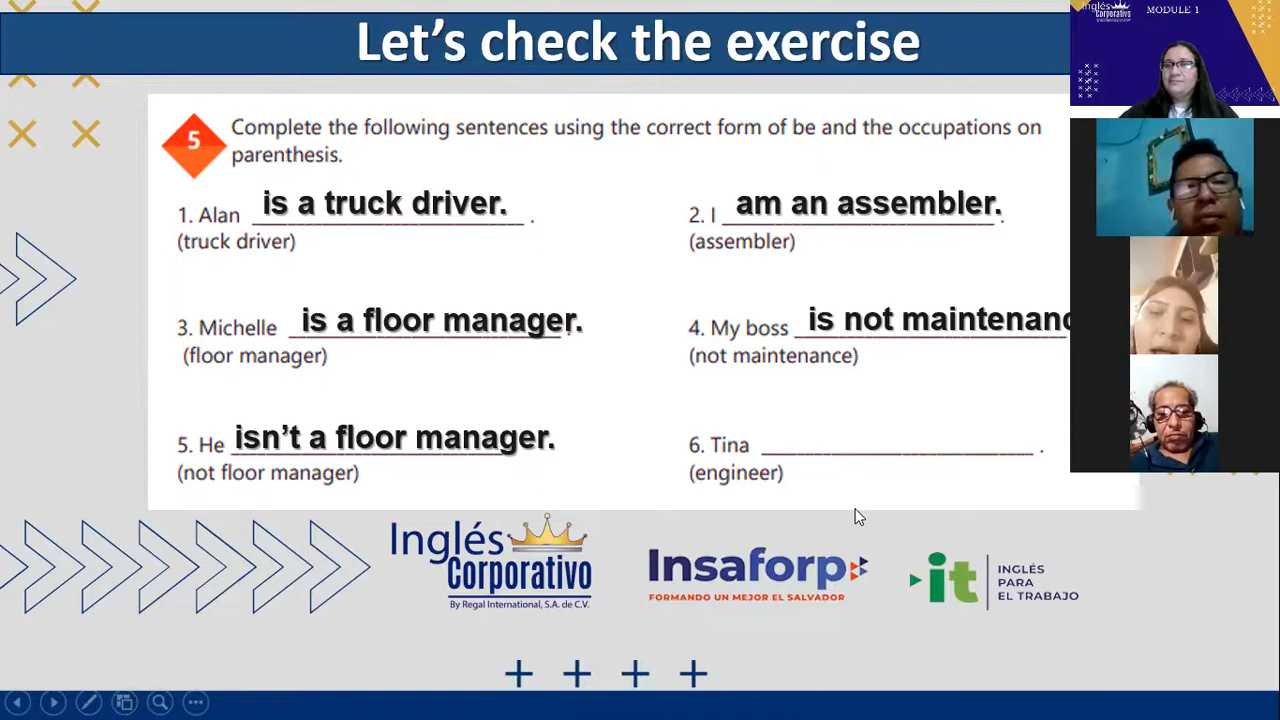 Let's check the exercise
Inglés
Corporativo
MODULE 1
5
Complete the following sentences using the correct form of be and the occupations on
parenthesis.
1. Alan is a truck driver. .
(truck driver)
2. I am an assembler. .
(assembler)
3. Michelle is a floor manager. .
(floor manager)
4. My boss is not maintenanc
(not maintenance)
5. He isn't a floor manager.
(not floor manager)
6. Tina ______________________________ .
(engineer)
Inglés
Corporativo
By Regal International, S.A. de C.V.
Insaforp
FORMANDO UN MEJOR EL SALVADOR
it
INGLÉS
PARA
EL TRABAJO